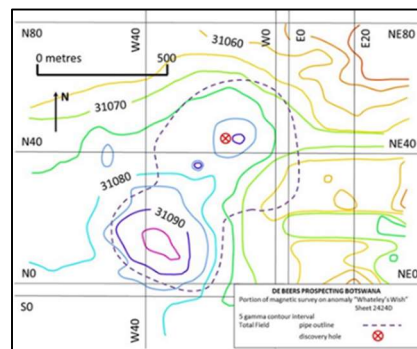 N80 W40 31060 W0 E0 E20 NE80
0 metres 500
N
31070
N40 NE40
31080
31090
N0 NE0
S0 W40
DE BEERS PROSPECTING BOTSWANA
Portion of magnetic survey on anomaly "Whateley's Wish"
Sheet 2424D
5 gamma contour interval
Total Field pipe outline
discovery hole